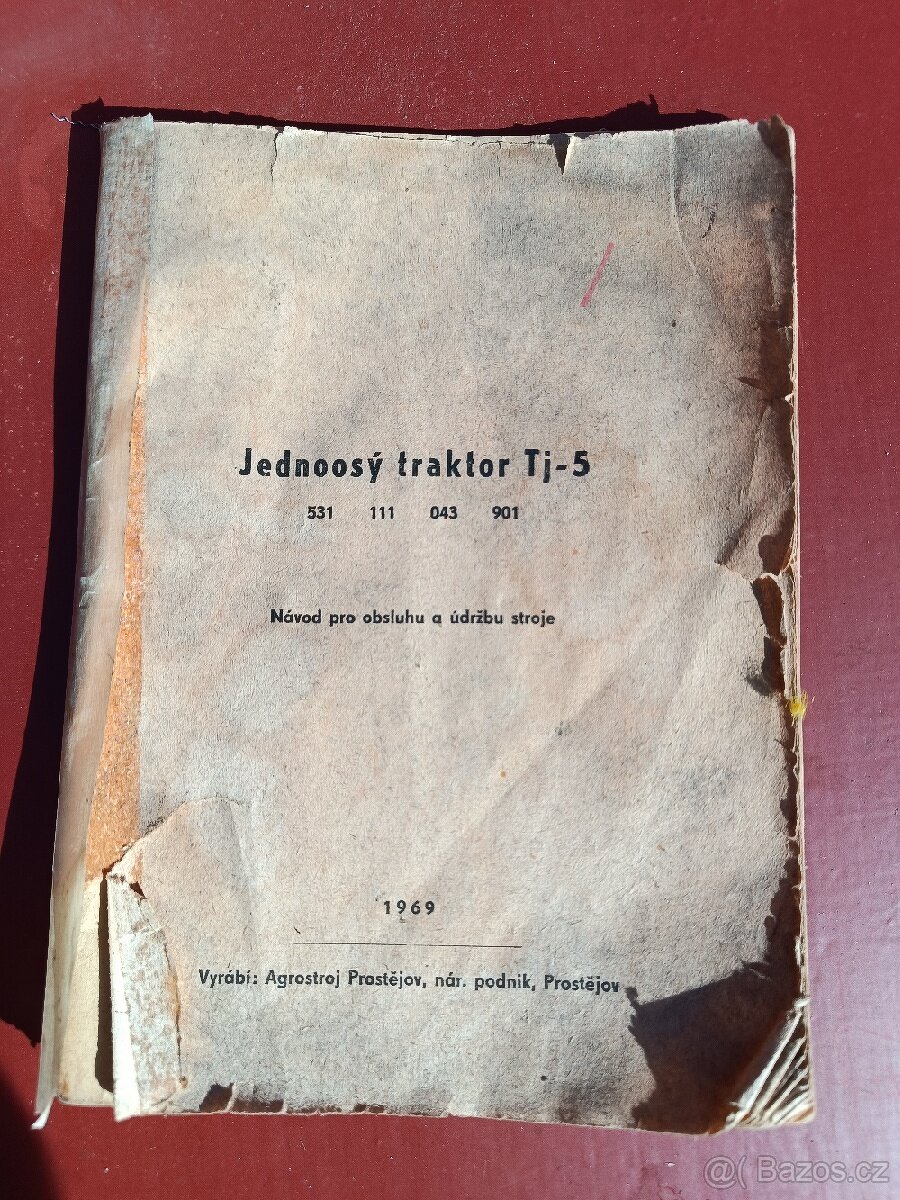 Jednoosý traktor Tj-5
531 111 043 901
Návod pro obsluhu a údržbu stroje
1969
Vyrábí: Agrostroj Prostějov, nár. podnik, Prostějov
@( Bazos.cz